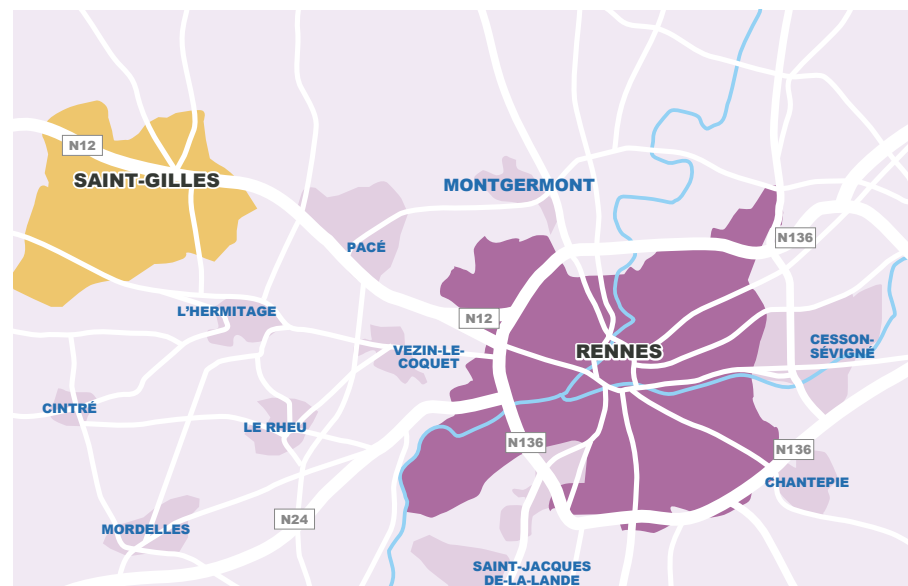 N12
SAINT-GILLES
MONTGERMONT
PACÉ
N136
L'HERMITAGE
N12
VEZIN-LE-
COQUET
RENNES
CESSON-
SÉVIGNÉ
CINTRÉ
LE RHEU
N136
N136
CHANTEPIE
N24
MORDELLES
SAINT-JACQUES
DE-LA-LANDE